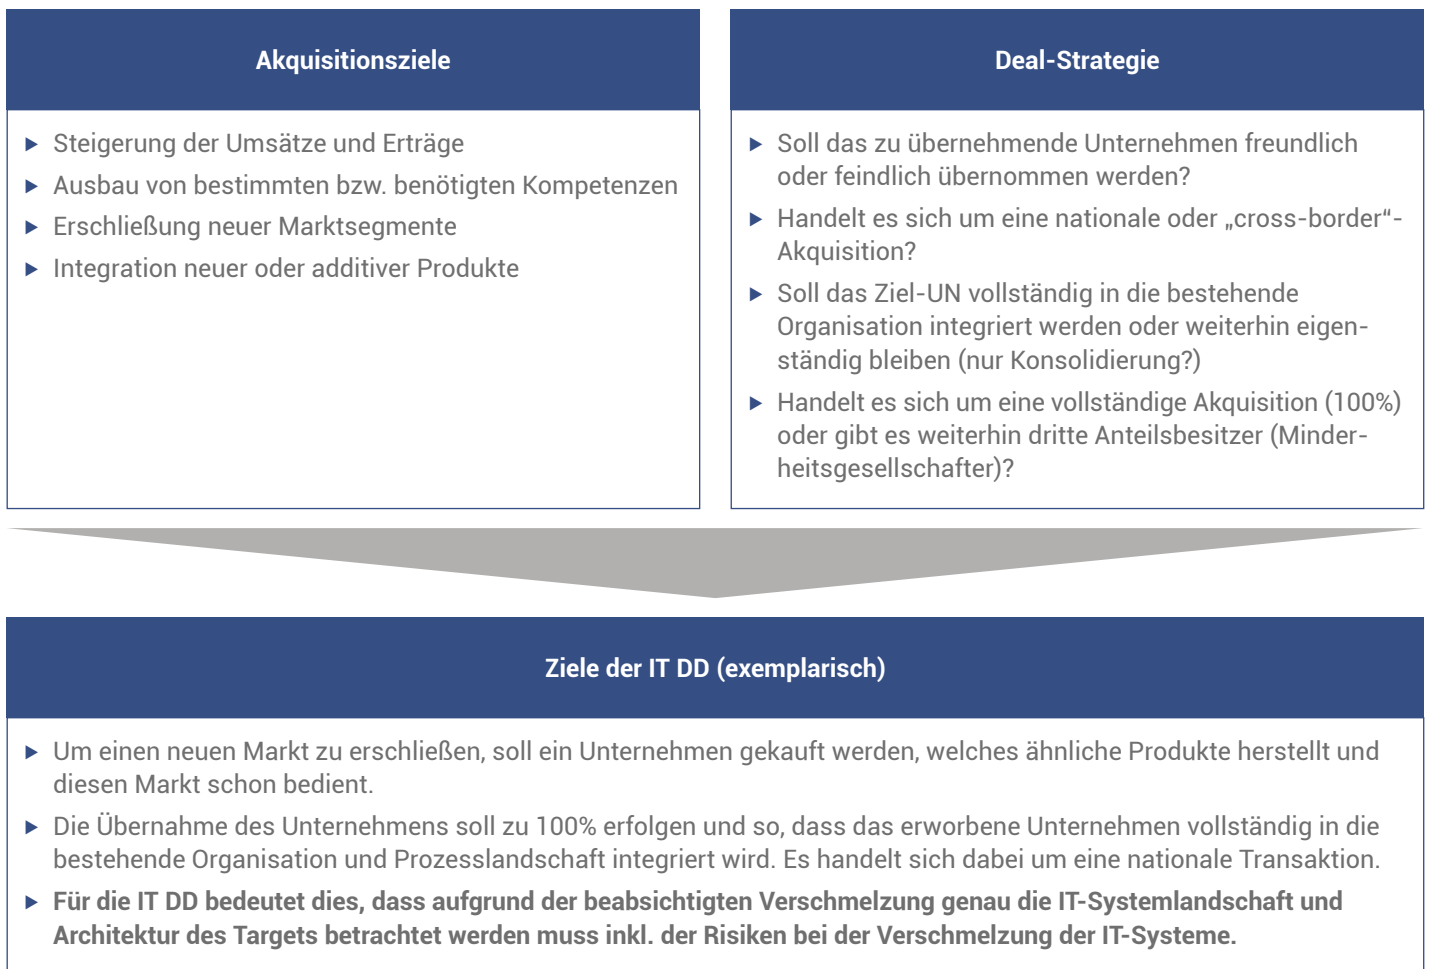 Akquisitionsziele
Steigerung der Umsätze und Erträge
Ausbau von bestimmten bzw. benötigten Kompetenzen
Erschließung neuer Marktsegmente
Integration neuer oder additiver Produkte
Deal-Strategie
Soll das zu übernehmende Unternehmen freundlich
oder feindlich übernommen werden?
Handelt es sich um eine nationale oder „cross-border“-
Akquisition?
Soll das Ziel-UN vollständig in die bestehende
Organisation integriert werden oder weiterhin eigen-
ständig bleiben (nur Konsolidierung?)
Handelt es sich um eine vollständige Akquisition (100%)
oder gibt es weiterhin dritte Anteilsbesitzer (Minder-
heitsgesellschafter)?
Ziele der IT DD (exemplarisch)
Um einen neuen Markt zu erschließen, soll ein Unternehmen gekauft werden, welches ähnliche Produkte herstellt und
diesen Markt schon bedient.
Die Übernahme des Unternehmens soll zu 100% erfolgen und so, dass das erworbene Unternehmen vollständig in die
bestehende Organisation und Prozesslandschaft integriert wird. Es handelt sich dabei um eine nationale Transaktion.
Für die IT DD bedeutet dies, dass aufgrund der beabsichtigten Verschmelzung genau die IT-Systemlandschaft und
Architektur des Targets betrachtet werden muss inkl. der Risiken bei der Verschmelzung der IT-Systeme.